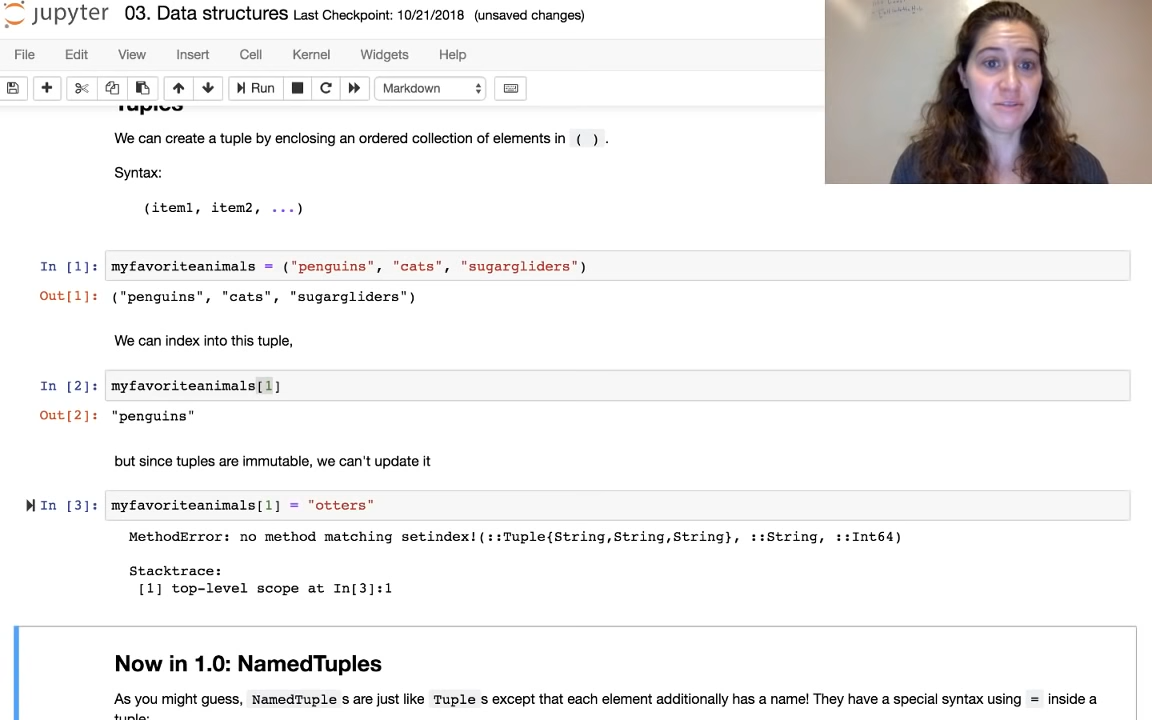 jupyter 03. Data structures Last Checkpoint: 10/21/2018 (unsaved changes)
File Edit View Insert Cell Kernel Widgets Help
Run Markdown
Tuples
We can create a tuple by enclosing an ordered collection of elements in ( ) .
Syntax:
(item1, item2, ...)
In [1]: myfavoriteanimals = ("penguins", "cats", "sugargliders")
Out[1]: ("penguins", "cats", "sugargliders")
We can index into this tuple,
In [2]: myfavoriteanimals[1]
Out[2]: "penguins"
but since tuples are immutable, we can't update it
In [3]: myfavoriteanimals[1] = "otters"
MethodError: no method matching setindex!(::Tuple{String,String,String}, ::String, ::Int64)
Stacktrace:
[1] top-level scope at In[3]:1
Now in 1.0: NamedTuples
As you might guess, NamedTuple s are just like Tuple s except that each element additionally has a name! They have a special syntax using = inside a
tuple: